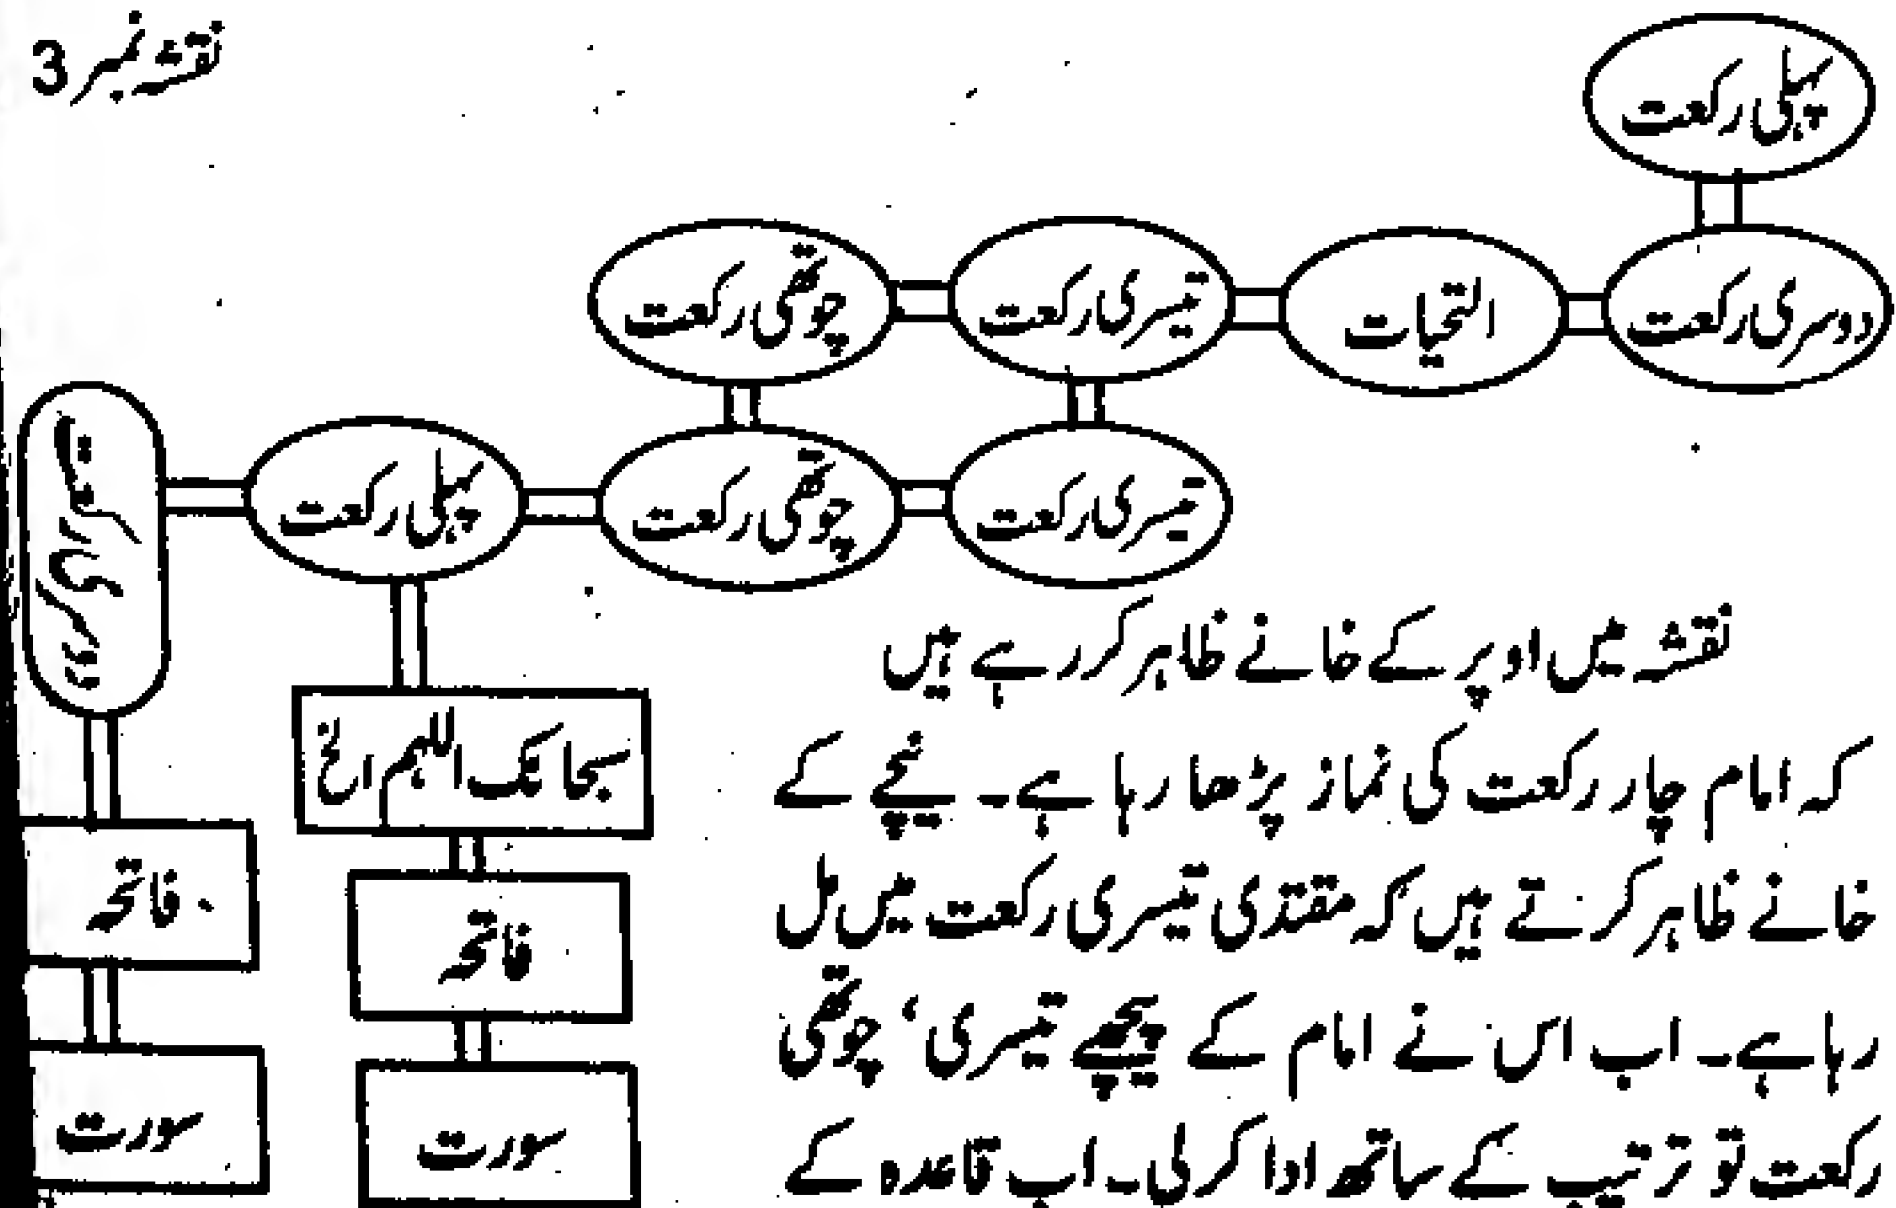 نقشہ نمبر 3
پہلی رکعت
دوسری رکعت
التحیات
تیسری رکعت
چوتھی رکعت
تیسری رکعت
چوتھی رکعت
پہلی رکعت
دوسری رکعت
سبحانک اللہم الخ
فاتحہ
سورت
فاتحہ
سورت
نقشہ میں اوپر کے خانے ظاہر کر رہے ہیں
کہ امام چار رکعت کی نماز پڑھا رہا ہے۔ نیچے کے
خانے ظاہر کرتے ہیں کہ مقتدی تیسری رکعت میں مل
رہا ہے۔ اب اس نے امام کے پیچھے تیسری، چوتھی
رکعت تو ترتیب کے ساتھ ادا کر لی۔ اب قاعدہ کے